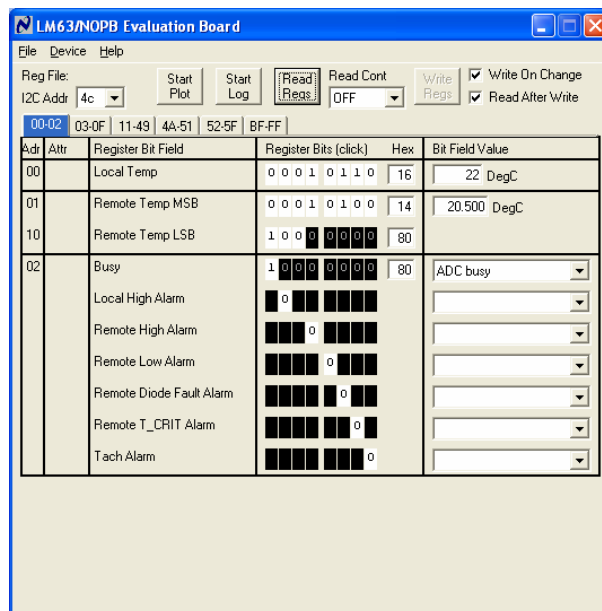 LM63/NOPB Evaluation Board
File Device Help
Reg File:
I2C Addr 4c
Start Plot
Start Log
Read Regs
Read Cont
OFF
Write Regs
Write On Change
Read After Write
00-02 03-0F 11-49 4A-51 52-5F BF-FF
Adr Attr Register Bit Field Register Bits (click) Hex Bit Field Value
00 Local Temp 0 0 0 1 0 1 1 0 16 22 DegC
01 Remote Temp MSB 0 0 0 1 0 1 0 0 14 20.500 DegC
10 Remote Temp LSB 1 0 0 0 0 0 0 0 80
02 Busy 1 0 0 0 0 0 0 0 80 ADC busy
Local High Alarm 0
Remote High Alarm 0
Remote Low Alarm 0
Remote Diode Fault Alarm 0
Remote T_CRIT Alarm 0
Tach Alarm 0